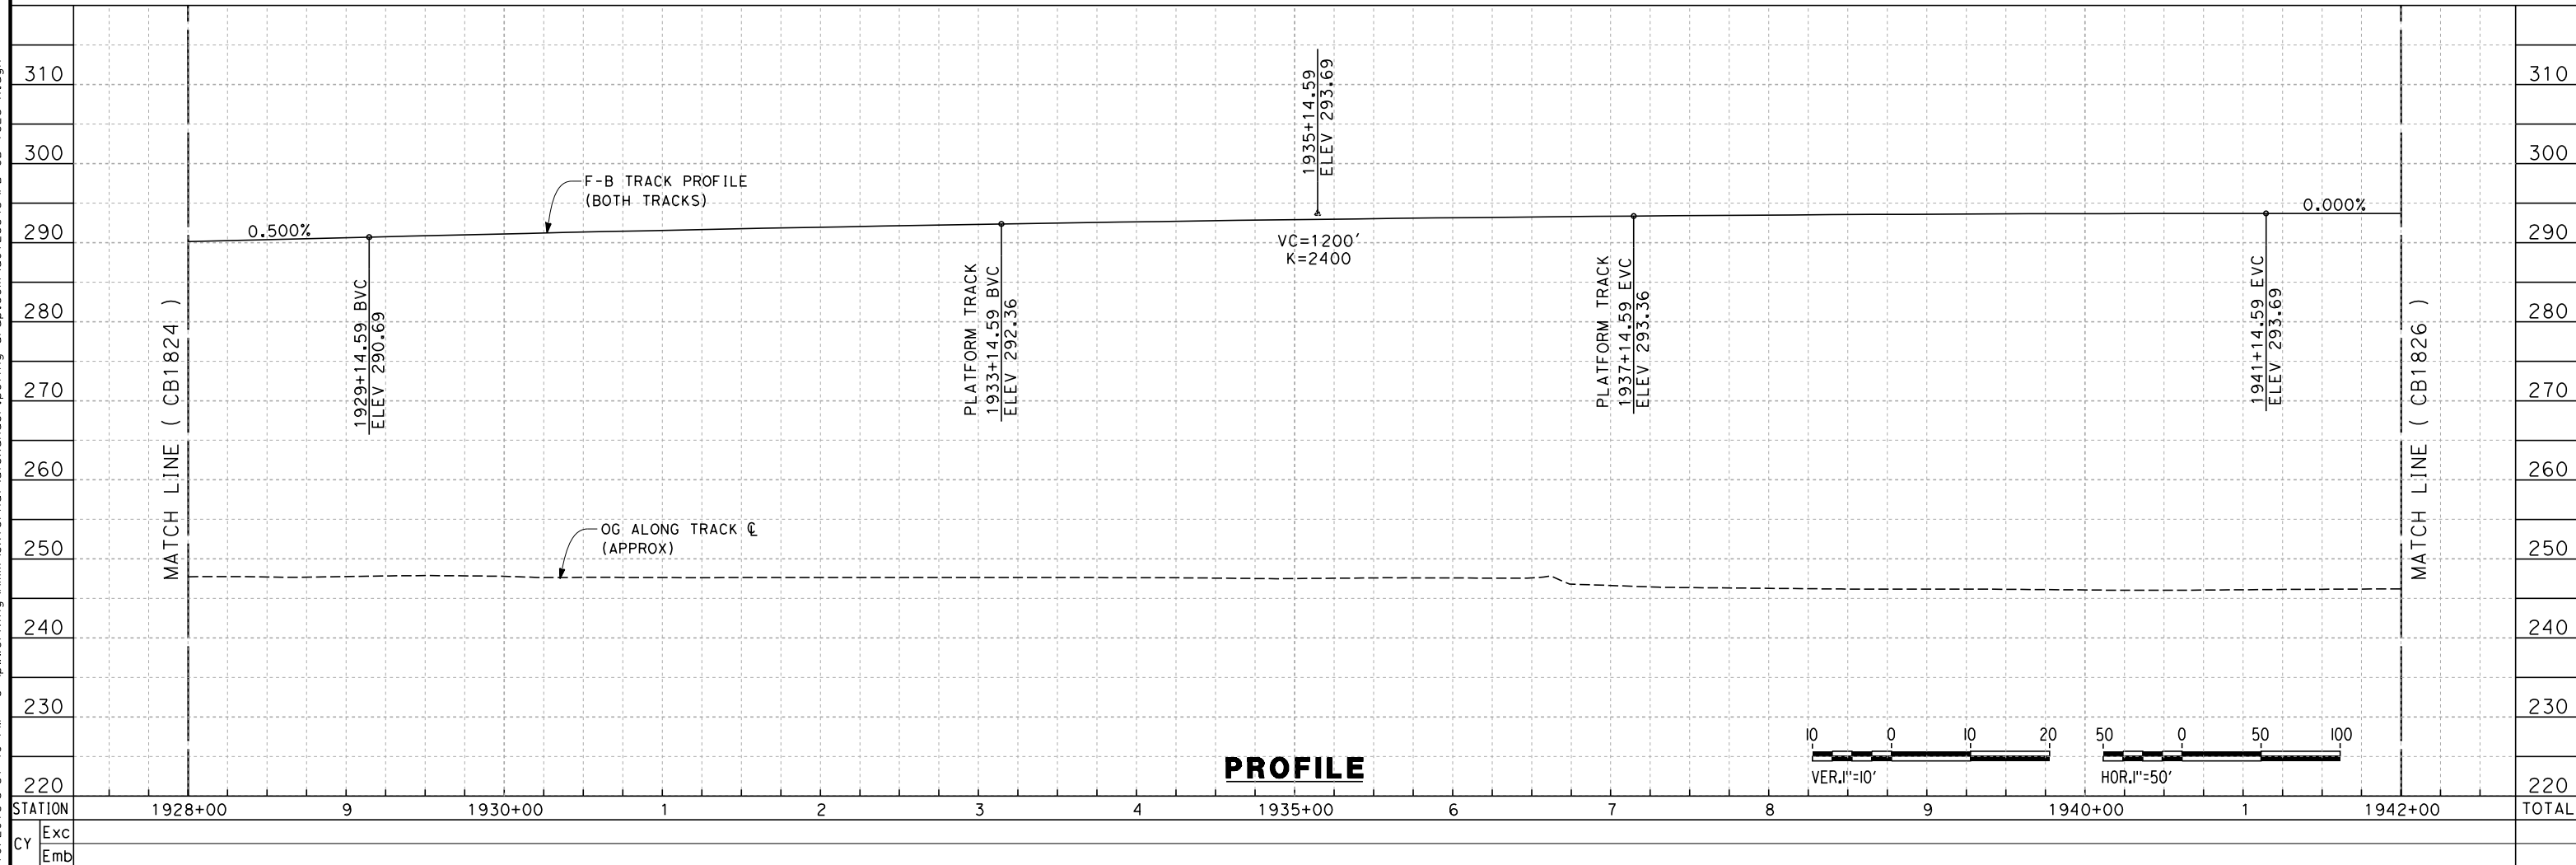 310
310
300
300
290
290
280
280
270
270
260
260
250
250
240
240
230
230
220
220
1935+14.59
ELEV 293.69
F-B TRACK PROFILE
(BOTH TRACKS)
0.500%
0.000%
VC=1200'
K=2400
1929+14.59 BVC
ELEV 290.69
PLATFORM TRACK
1933+14.59 BVC
ELEV 292.36
PLATFORM TRACK
1937+14.59 EVC
ELEV 293.36
1941+14.59 EVC
ELEV 293.69
MATCH LINE ( CB1824 )
MATCH LINE ( CB1826 )
OG ALONG TRACK ℄
(APPROX)
PROFILE
10 0 10 20
VER.1"=10'
50 0 50 100
HOR.1"=50'
STATION 1928+00 9 1930+00 1 2 3 4 1935+00 6 7 8 9 1940+00 1 1942+00 TOTAL
CY
Exc
Emb